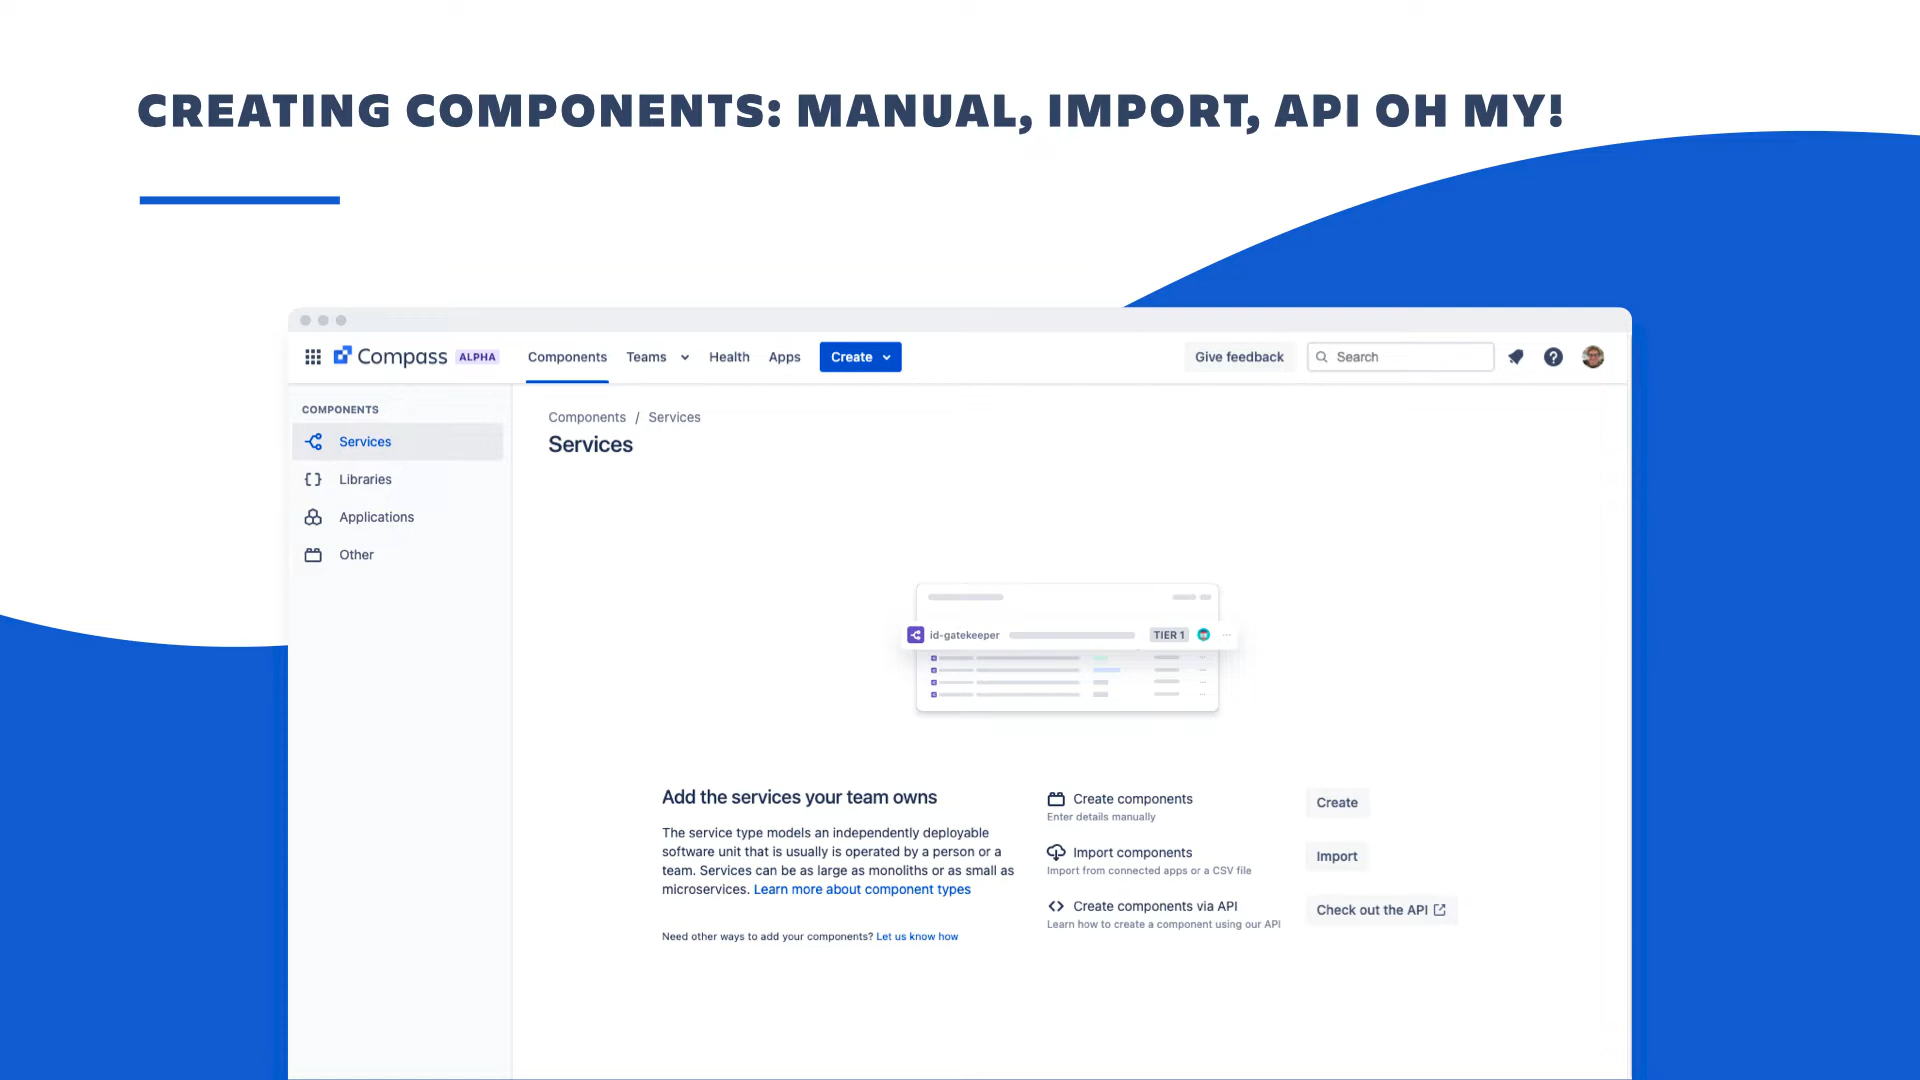 CREATING COMPONENTS: MANUAL, IMPORT, API OH MY!
Compass ALPHA Components Teams Health Apps Create Give feedback Search
COMPONENTS
Services
Libraries
Applications
Other
Components / Services
Services
id-gatekeeper TIER 1
Add the services your team owns
The service type models an independently deployable
software unit that is usually is operated by a person or a
team. Services can be as large as monoliths or as small as
microservices. Learn more about component types
Need other ways to add your components? Let us know how
Create components
Enter details manually
Create
Import components
Import from connected apps or a CSV file
Import
Create components via API
Learn how to create a component using our API
Check out the API